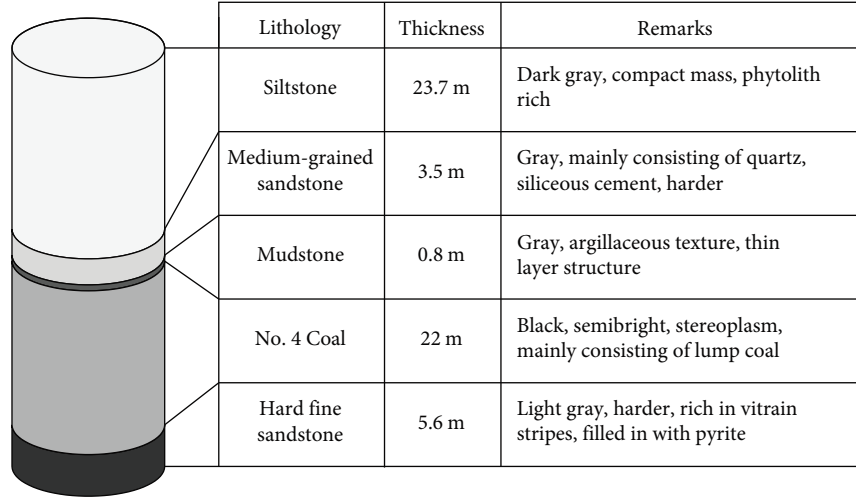 Lithology Thickness Remarks
Siltstone 23.7 m Dark gray, compact mass, phytolith
rich
Medium-grained
sandstone 3.5 m Gray, mainly consisting of quartz,
siliceous cement, harder
Mudstone 0.8 m Gray, argillaceous texture, thin
layer structure
No. 4 Coal 22 m Black, semibright, stereoplasm,
mainly consisting of lump coal
Hard fine
sandstone 5.6 m Light gray, harder, rich in vitrain
stripes, filled in with pyrite